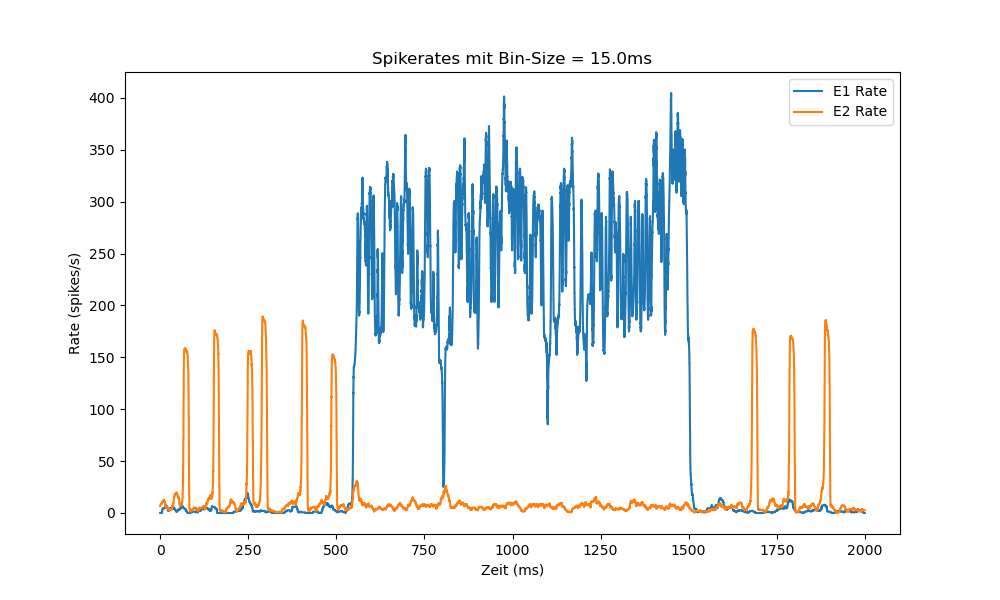 Spikerates mit Bin-Size = 15.0ms
E1 Rate
E2 Rate
Rate (spikes/s)
400
350
300
250
200
150
100
50
0
0 250 500 750 1000 1250 1500 1750 2000
Zeit (ms)